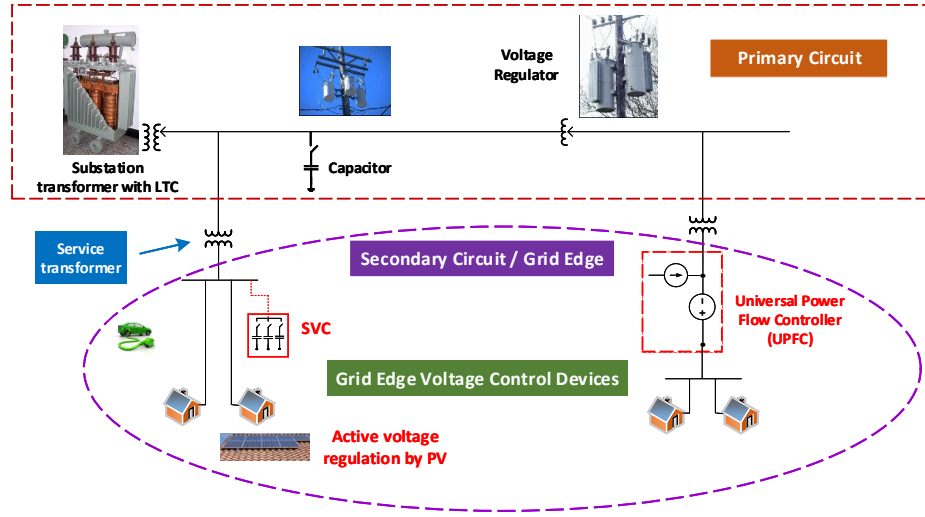 Voltage
Regulator
Primary Circuit
Substation
transformer with LTC
Capacitor
Service
transformer
Secondary Circuit / Grid Edge
SVC
Universal Power
Flow Controller
(UPFC)
Grid Edge Voltage Control Devices
Active voltage
regulation by PV